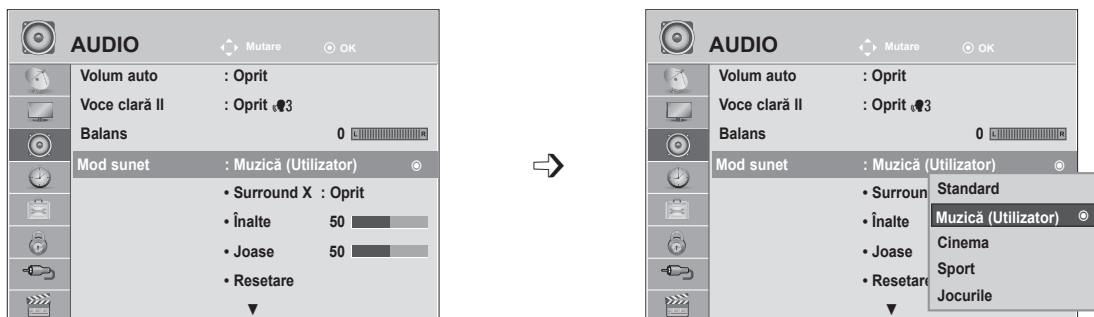 AUDIO Mutare OK
Volum auto : Oprit
Voce clară II : Oprit 3
Balans 0 L R
Mod sunet : Muzică (Utilizator)
• Surround X : Oprit
• Înalte 50
• Joase 50
• Resetare
AUDIO Mutare OK
Volum auto : Oprit
Voce clară II : Oprit 3
Balans 0 L R
Mod sunet : Muzică (Utilizator)
• Surroun
• Înalte
• Joase
• Resetare
Standard
Muzică (Utilizator)
Cinema
Sport
Jocurile